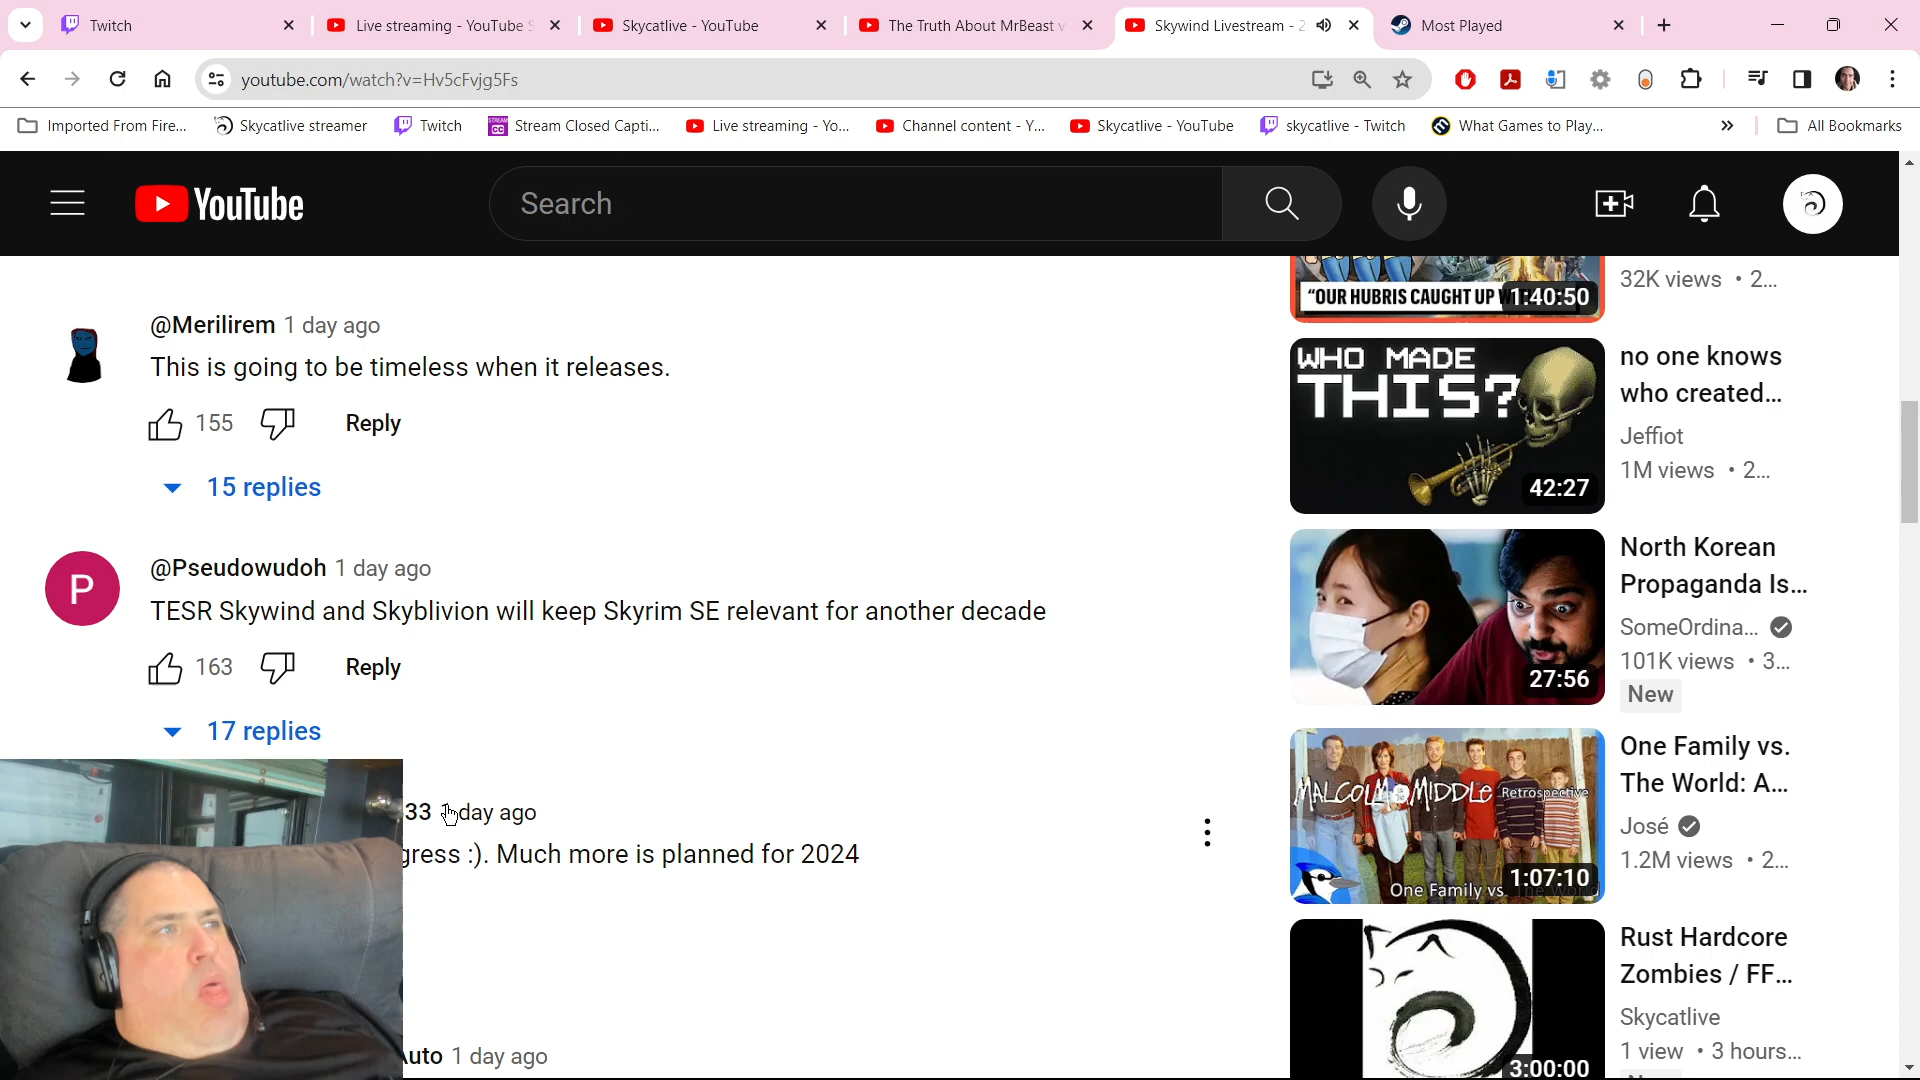 Twitch
Live streaming - YouTube S
Skycatlive - YouTube
The Truth About MrBeast v
Skywind Livestream - 2
Most Played
youtube.com/watch?v=Hv5cFvjg5Fs
Imported From Fire...
Skycatlive streamer
Twitch
STREAM CC
Stream Closed Capti...
Live streaming - Yo...
Channel content - Y...
Skycatlive - YouTube
skycatlive - Twitch
What Games to Play...
All Bookmarks
YouTube
Search
"OUR HUBRIS CAUGHT UP W
1:40:50
32K views • 2...
@Merilirem 1 day ago
This is going to be timeless when it releases.
155 Reply
15 replies
WHO MADE
THIS?
42:27
no one knows
who created...
Jeffiot
1M views • 2...
P
@Pseudowudoh 1 day ago
TESR Skywind and Skyblivion will keep Skyrim SE relevant for another decade
163 Reply
17 replies
27:56
North Korean
Propaganda Is...
SomeOrdina...
101K views • 3...
New
33 1 day ago
gress :). Much more is planned for 2024
MALCOLM IN THE MIDDLE Retrospective
One Family vs. The World
1:07:10
One Family vs.
The World: A...
José
1.2M views • 2...
Auto 1 day ago
3:00:00
Rust Hardcore
Zombies / FF...
Skycatlive
1 view • 3 hours...